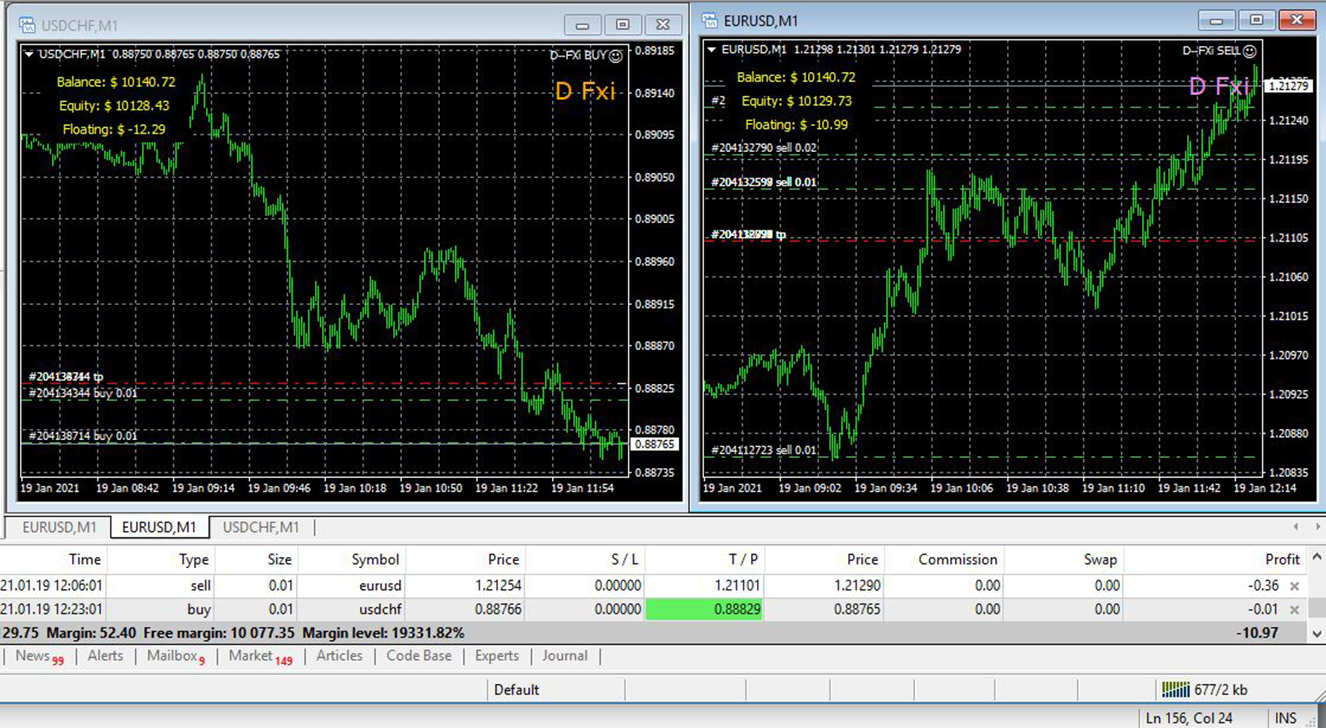 USDCHF,M1
USDCHF,M1 0.88750 0.88765 0.88750 0.88765
D--FXi BUY
Balance: $ 10140.72
Equity: $ 10128.43
Floating: $ -12.29
D Fxi
0.89185
0.89140
0.89095
0.89050
0.89005
0.88960
0.88915
0.88870
0.88825
0.88780
0.88765
0.88735
tp
#204134344 buy 0.01
#204138714 buy 0.01
19 Jan 2021 19 Jan 08:42 19 Jan 09:14 19 Jan 09:46 19 Jan 10:18 19 Jan 10:50 19 Jan 11:22 19 Jan 11:54
EURUSD,M1
EURUSD,M1 1.21298 1.21301 1.21279 1.21279
D--FXi SELL
Balance: $ 10140.72
#2 Equity: $ 10129.73
Floating: $ -10.99
D Fxi
1.21279
1.21240
1.21195
1.21150
1.21105
1.21060
1.21015
1.20970
1.20925
1.20880
1.20835
#204132790 sell 0.02
sell 0.01
tp
#204112723 sell 0.01
19 Jan 2021 19 Jan 09:02 19 Jan 09:34 19 Jan 10:06 19 Jan 10:38 19 Jan 11:10 19 Jan 11:42 19 Jan 12:14
EURUSD,M1 EURUSD,M1 USDCHF,M1
Time Type Size Symbol Price S / L T / P Price Commission Swap Profit
21.01.19 12:06:01 sell 0.01 eurusd 1.21254 0.00000 1.21101 1.21290 0.00 0.00 -0.36
21.01.19 12:23:01 buy 0.01 usdchf 0.88766 0.00000 0.88829 0.88765 0.00 0.00 -0.01
29.75 Margin: 52.40 Free margin: 10 077.35 Margin level: 19331.82% -10.97
News 99 Alerts Mailbox 9 Market 149 Articles Code Base Experts Journal
Default 677/2 kb
Ln 156, Col 24 INS